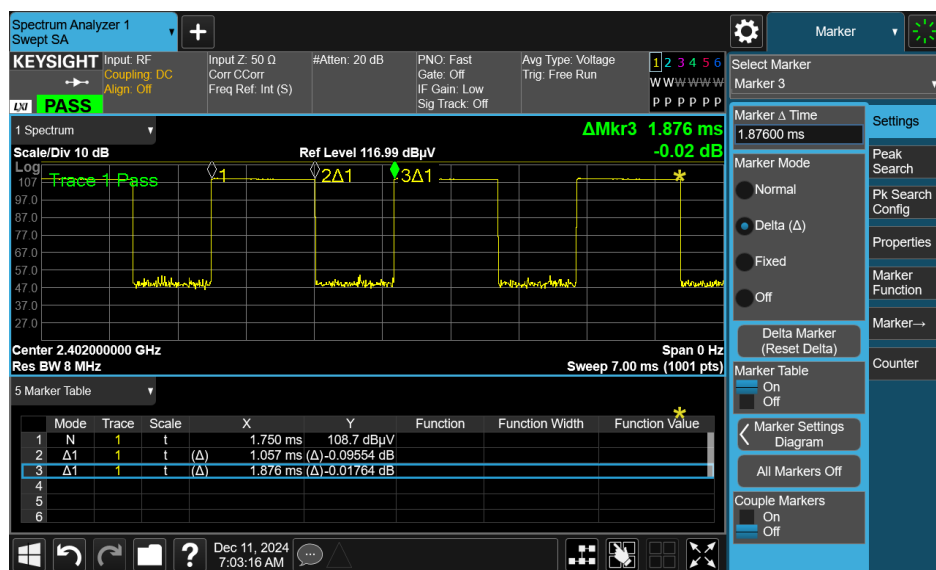 Spectrum Analyzer 1
Swept SA
+
Marker
KEYSIGHT
LXI PASS
Input: RF
Coupling: DC
Align: Off
Input Z: 50 Ω
Corr CCorr
Freq Ref: Int (S)
#Atten: 20 dB
PNO: Fast
Gate: Off
IF Gain: Low
Sig Track: Off
Avg Type: Voltage
Trig: Free Run
1 2 3 4 5 6
W W W W W W
P P P P P P
Select Marker
Marker 3
1 Spectrum
ΔMkr3 1.876 ms
-0.02 dB
Scale/Div 10 dB
Ref Level 116.99 dBµV
Log
Trace 1 Pass
1
2Δ1
3Δ1
107
97.0
87.0
77.0
67.0
57.0
47.0
37.0
27.0
Center 2.402000000 GHz
Span 0 Hz
Res BW 8 MHz
Sweep 7.00 ms (1001 pts)
5 Marker Table
Mode Trace Scale X Y Function Function Width Function Value
1 N 1 t 1.750 ms 108.7 dBµV
2 Δ1 1 t (Δ) 1.057 ms (Δ) -0.09554 dB
3 Δ1 1 t (Δ) 1.876 ms (Δ) -0.01764 dB
4
5
6
Marker Δ Time
1.87600 ms
Marker Mode
Normal
Delta (Δ)
Fixed
Off
Delta Marker
(Reset Delta)
Marker Table
On
Off
Marker Settings
Diagram
All Markers Off
Couple Markers
On
Off
Settings
Peak
Search
Pk Search
Config
Properties
Marker
Function
Marker→
Counter
?
Dec 11, 2024
7:03:16 AM